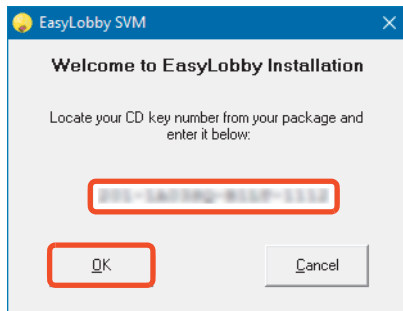 EasyLobby SVM
Welcome to EasyLobby Installation
Locate your CD key number from your package and
enter it below:
OK
Cancel